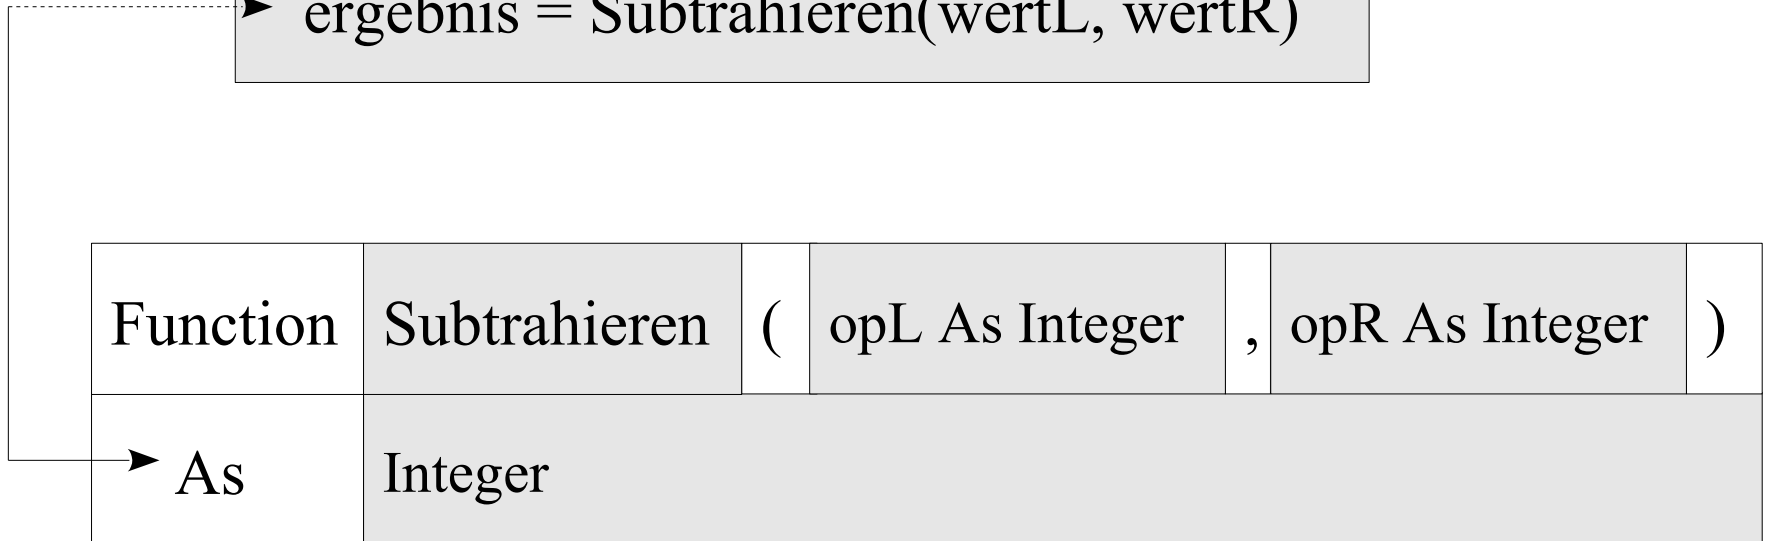 ergebnis = Subtrahieren(wertL, wertR)
Function Subtrahieren ( opL As Integer , opR As Integer )
As Integer